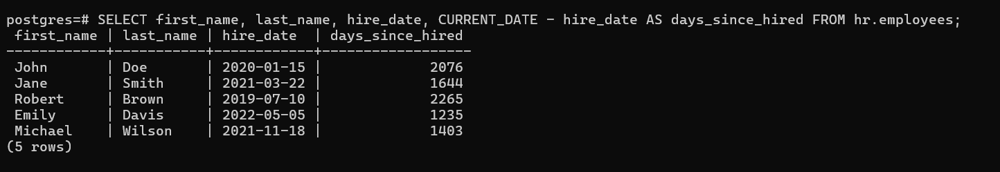 postgres=# SELECT first_name, last_name, hire_date, CURRENT_DATE - hire_date AS days_since_hired FROM hr.employees;
 first_name | last_name | hire_date  | days_since_hired
------------+-----------+------------+------------------
 John       | Doe       | 2020-01-15 |             2076
 Jane       | Smith     | 2021-03-22 |             1644
 Robert     | Brown     | 2019-07-10 |             2265
 Emily      | Davis     | 2022-05-05 |             1235
 Michael    | Wilson    | 2021-11-18 |             1403
(5 rows)